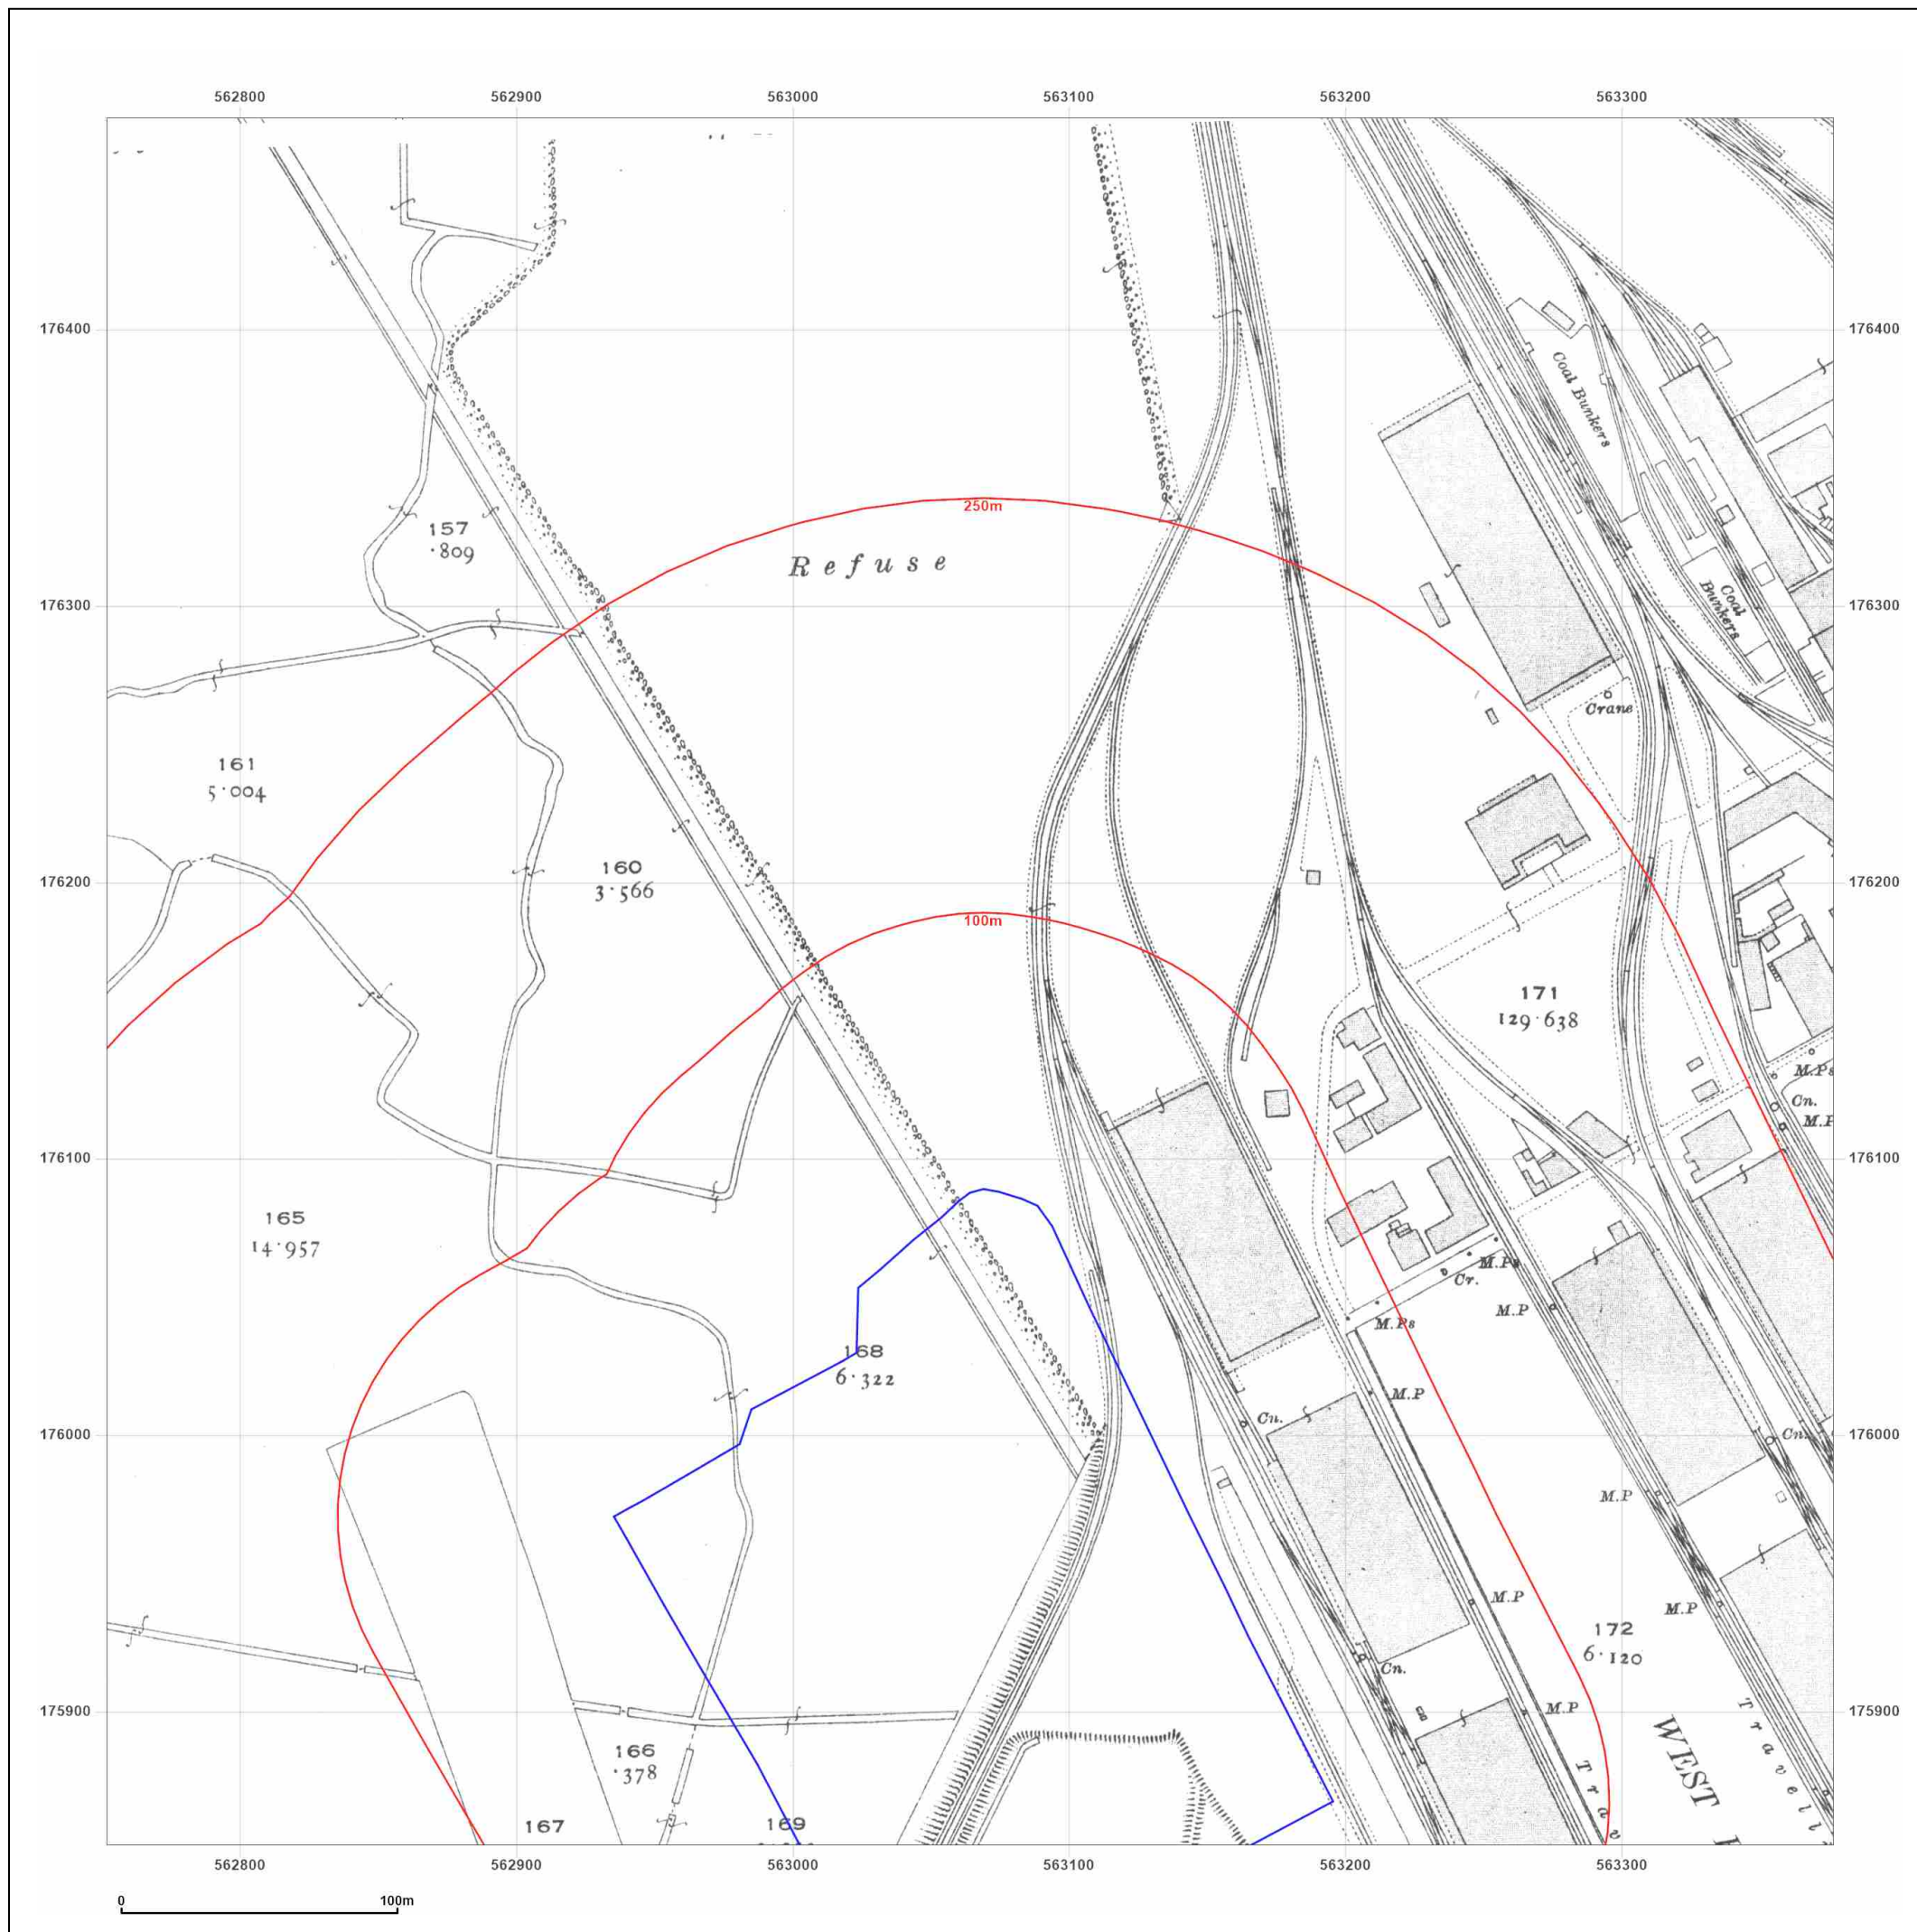 562800 562900 563000 563100 563200 563300
176400 176400
Coal Bunkers
250m
157
·809
Refuse
176300 176300
Coal
Bunkers
Crane
161
5·004
160
3·566
176200 176200
100m
171
129·638
M.Ps
Cn.
M.P
176100 176100
165
14·957
M.Ps
Cr.
M.P
M.Ps
168
6·322
M.P
Cn.
176000 Cn. 176000
M.P
M.P
M.P
172
6·120
Cn.
M.P
175900 175900
WEST
Trav
Travell
166
·378
167
169
562800 562900 563000 563100 563200 563300
0 100m